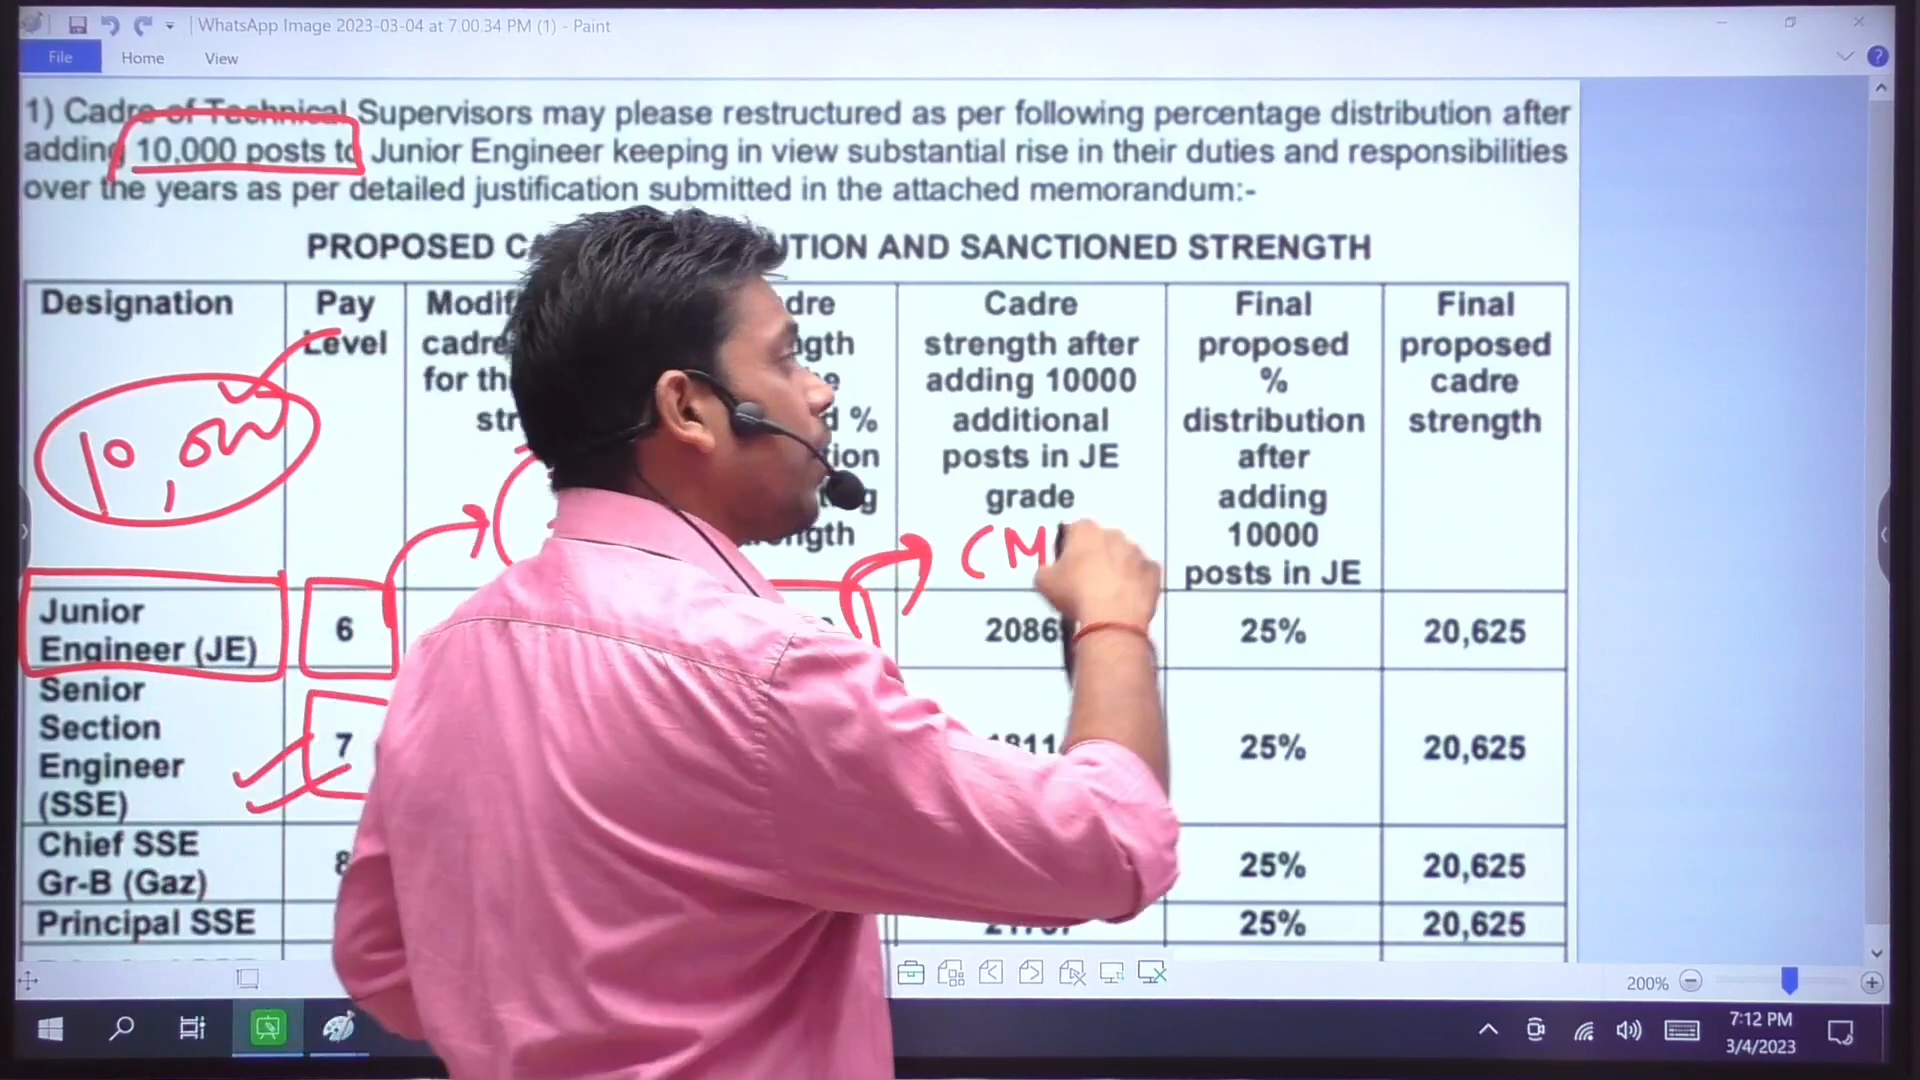 WhatsApp Image 2023-03-04 at 7.00.34 PM (1) - Paint
File Home View
1) Cadre of Technical Supervisors may please restructured as per following percentage distribution after
adding 10,000 posts to Junior Engineer keeping in view substantial rise in their duties and responsibilities
over the years as per detailed justification submitted in the attached memorandum:-
PROPOSED UTION AND SANCTIONED STRENGTH
Designation
Pay
Level
cadre
for the
%
Cadre
strength after
adding 10000
additional
posts in JE
grade
Final
proposed
%
distribution
after
adding
10000
posts in JE
Final
proposed
cadre
strength
Junior
Engineer (JE)
6
25%
20,625
Senior
Section
Engineer
(SSE)
7
25%
20,625
Chief SSE
Gr-B (Gaz)
8
25%
20,625
Principal SSE
25%
20,625
200%
7:12 PM
3/4/2023